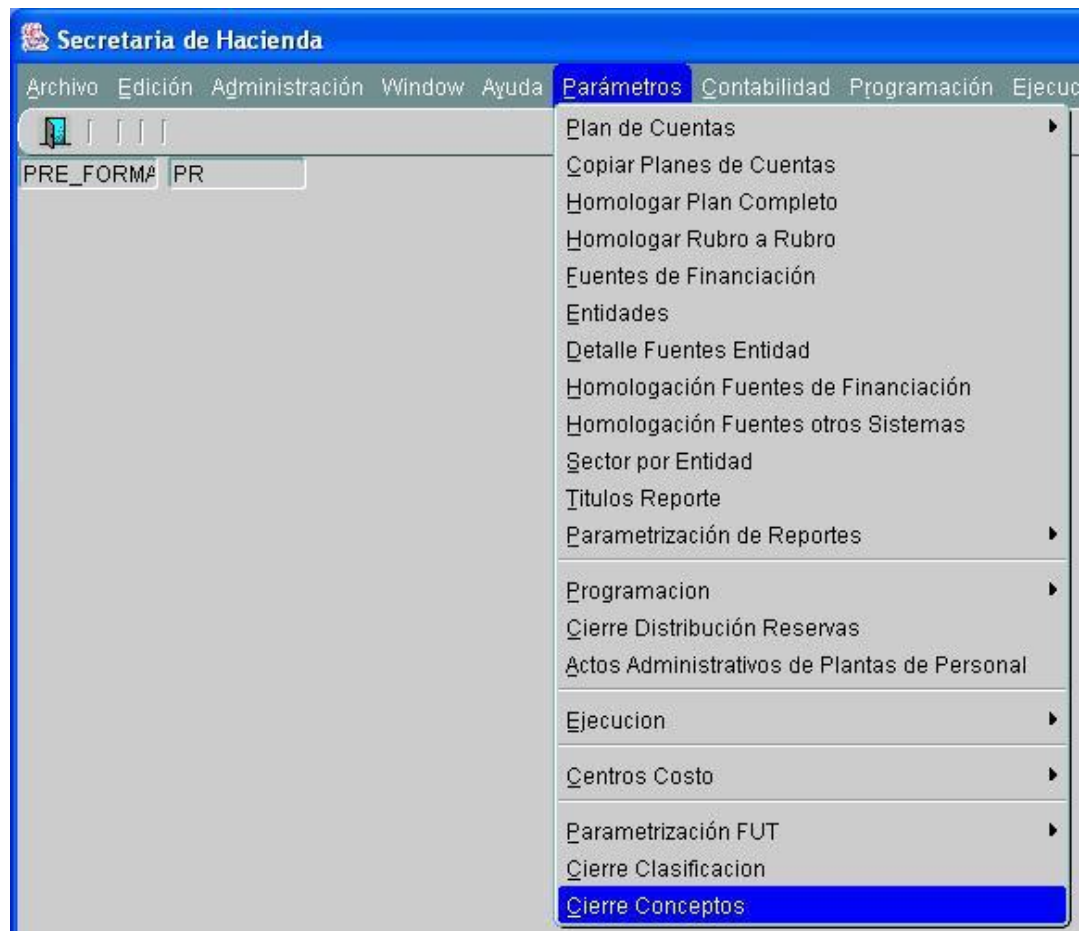 Secretaria de Hacienda
Archivo Edición Administración Window Ayuda Parámetros Contabilidad Programación Ejecuc
PRE_FORMA PR
Plan de Cuentas
Copiar Planes de Cuentas
Homologar Plan Completo
Homologar Rubro a Rubro
Fuentes de Financiación
Entidades
Detalle Fuentes Entidad
Homologación Fuentes de Financiación
Homologación Fuentes otros Sistemas
Sector por Entidad
Titulos Reporte
Parametrización de Reportes
Programacion
Cierre Distribución Reservas
Actos Administrativos de Plantas de Personal
Ejecucion
Centros Costo
Parametrización FUT
Cierre Clasificacion
Cierre Conceptos